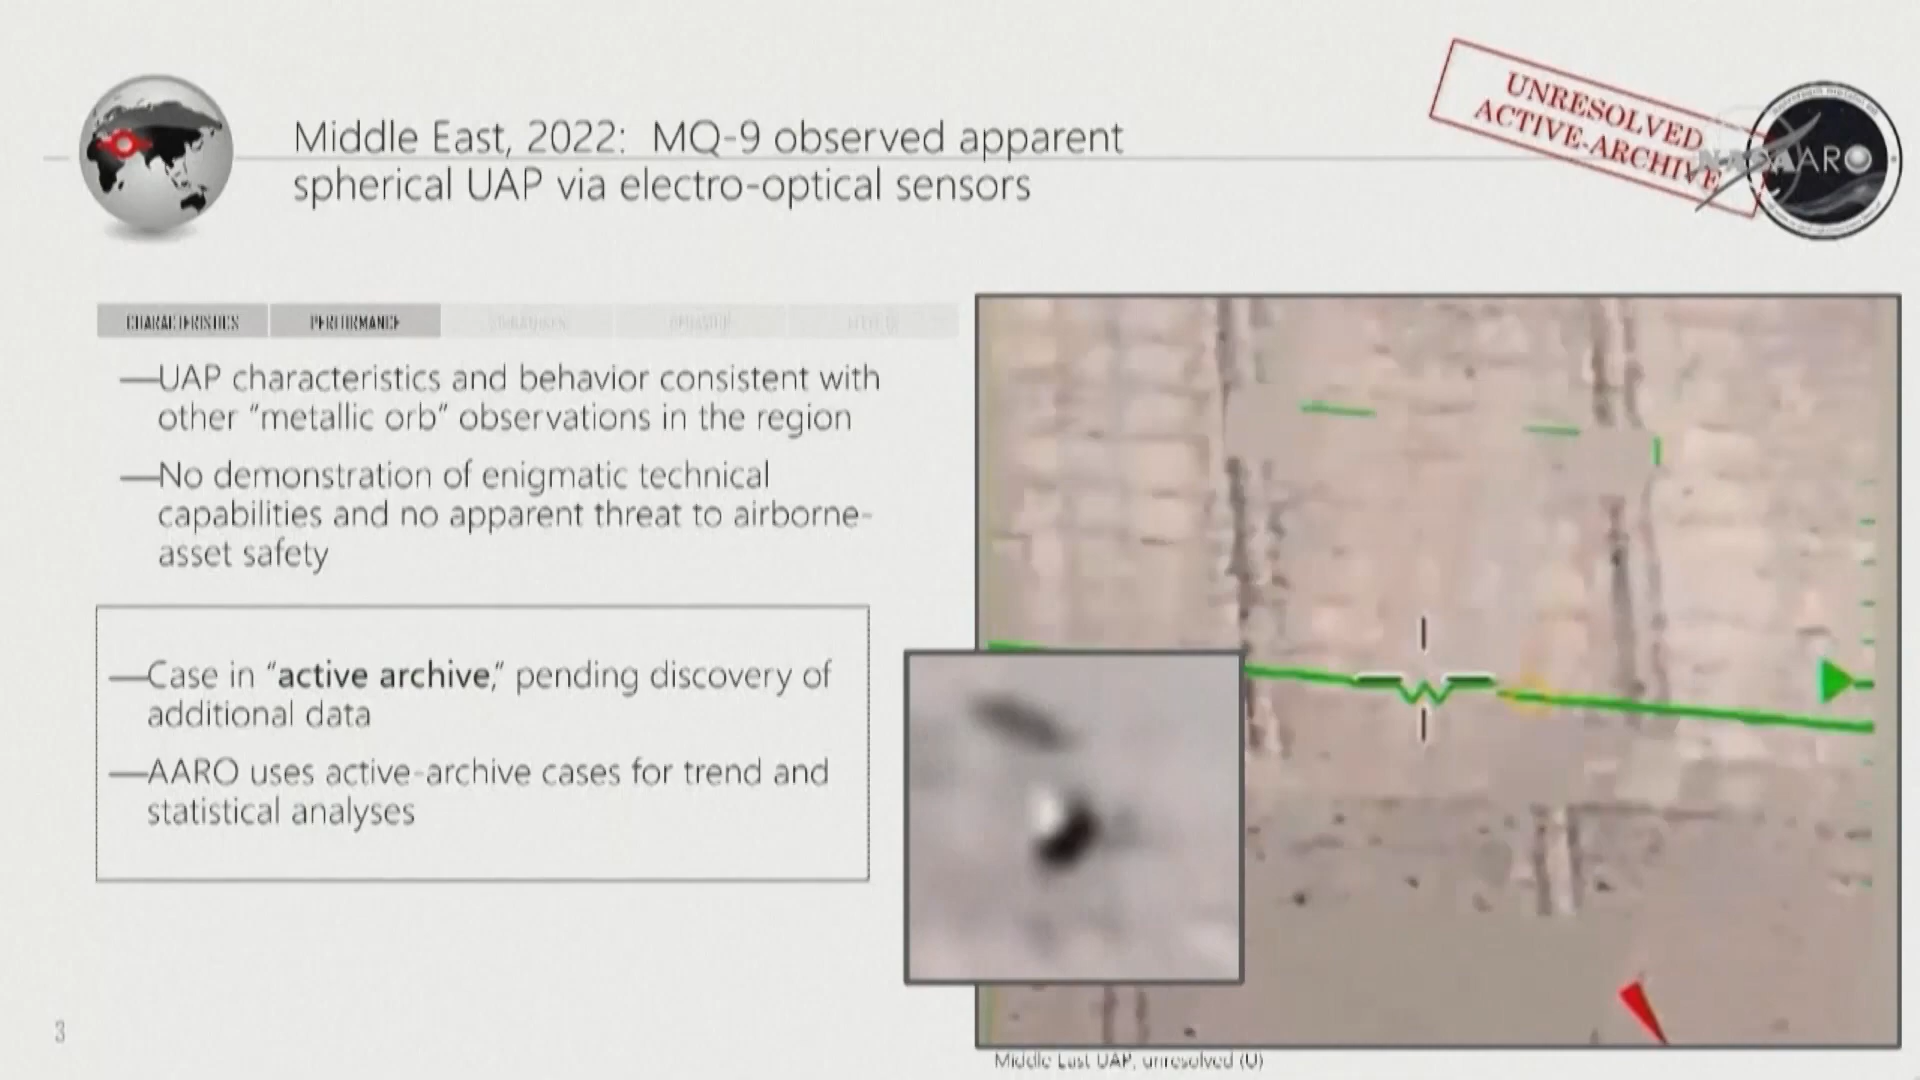 Middle East, 2022: MQ-9 observed apparent
spherical UAP via electro-optical sensors
UNRESOLVED
ACTIVE-ARCHIVE
NASA
AARO
CHARACTERISTICS
PERFORMANCE
—UAP characteristics and behavior consistent with
other "metallic orb" observations in the region
—No demonstration of enigmatic technical
capabilities and no apparent threat to airborne-
asset safety
—Case in "active archive," pending discovery of
additional data
—AARO uses active-archive cases for trend and
statistical analyses
3
Middle East UAP, unresolved (U)